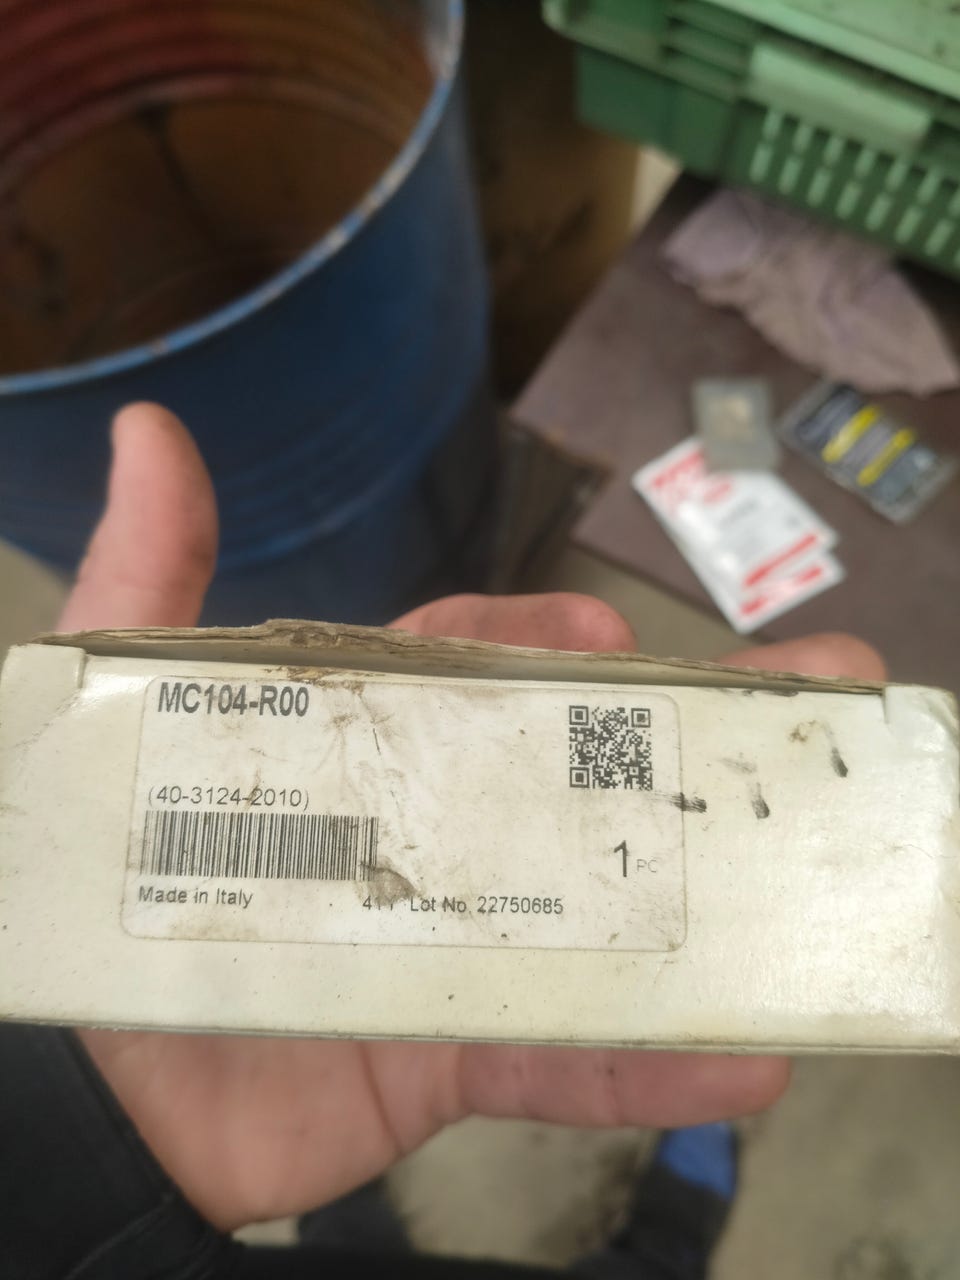 MC104-R00
(40-3124-2010)
1 PC
Made in Italy
Lot No. 22750685